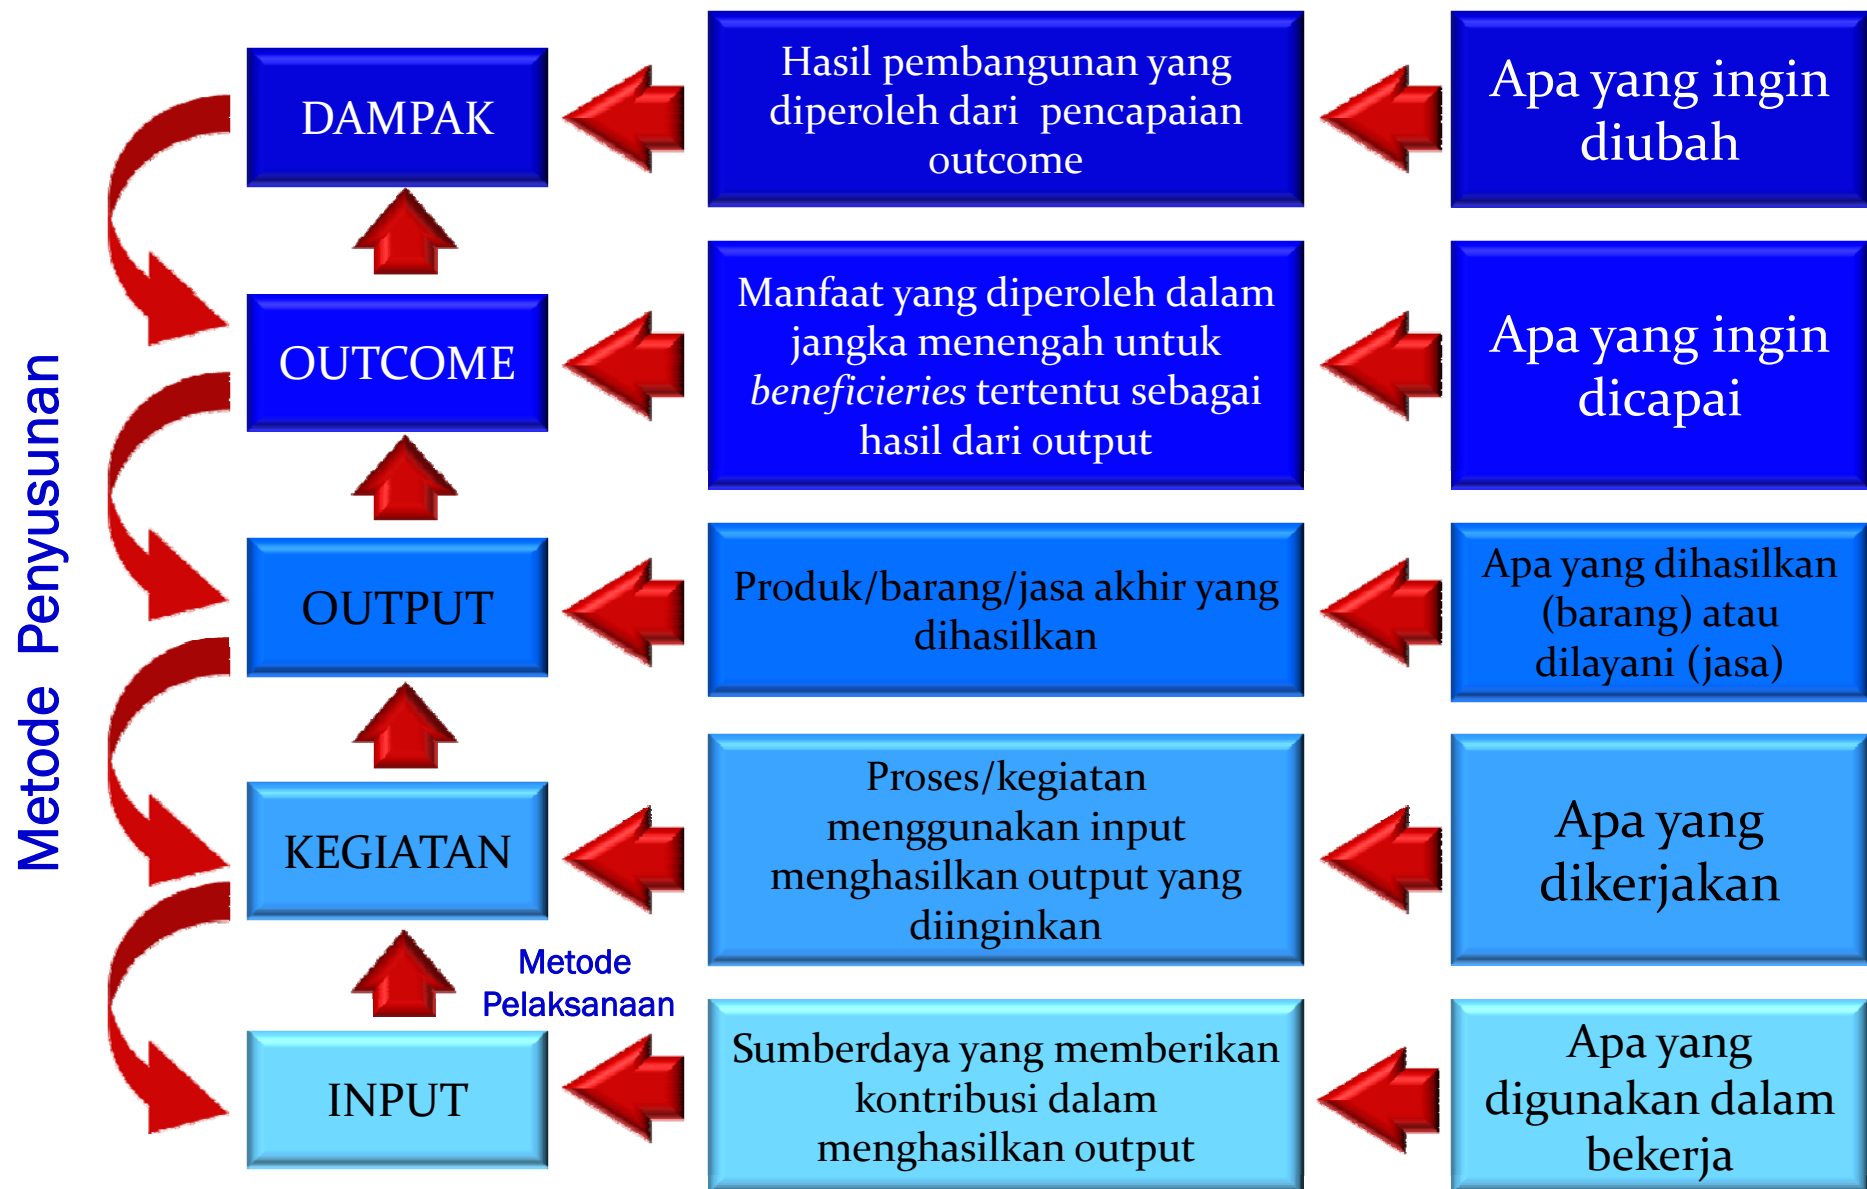 Metode Penyusunan
DAMPAK
Hasil pembangunan yang
diperoleh dari pencapaian
outcome
Apa yang ingin
diubah
OUTCOME
Manfaat yang diperoleh dalam
jangka menengah untuk
beneficieries tertentu sebagai
hasil dari output
Apa yang ingin
dicapai
OUTPUT
Produk/barang/jasa akhir yang
dihasilkan
Apa yang dihasilkan
(barang) atau
dilayani (jasa)
KEGIATAN
Proses/kegiatan
menggunakan input
menghasilkan output yang
diinginkan
Apa yang
dikerjakan
Metode
Pelaksanaan
INPUT
Sumberdaya yang memberikan
kontribusi dalam
menghasilkan output
Apa yang
digunakan dalam
bekerja